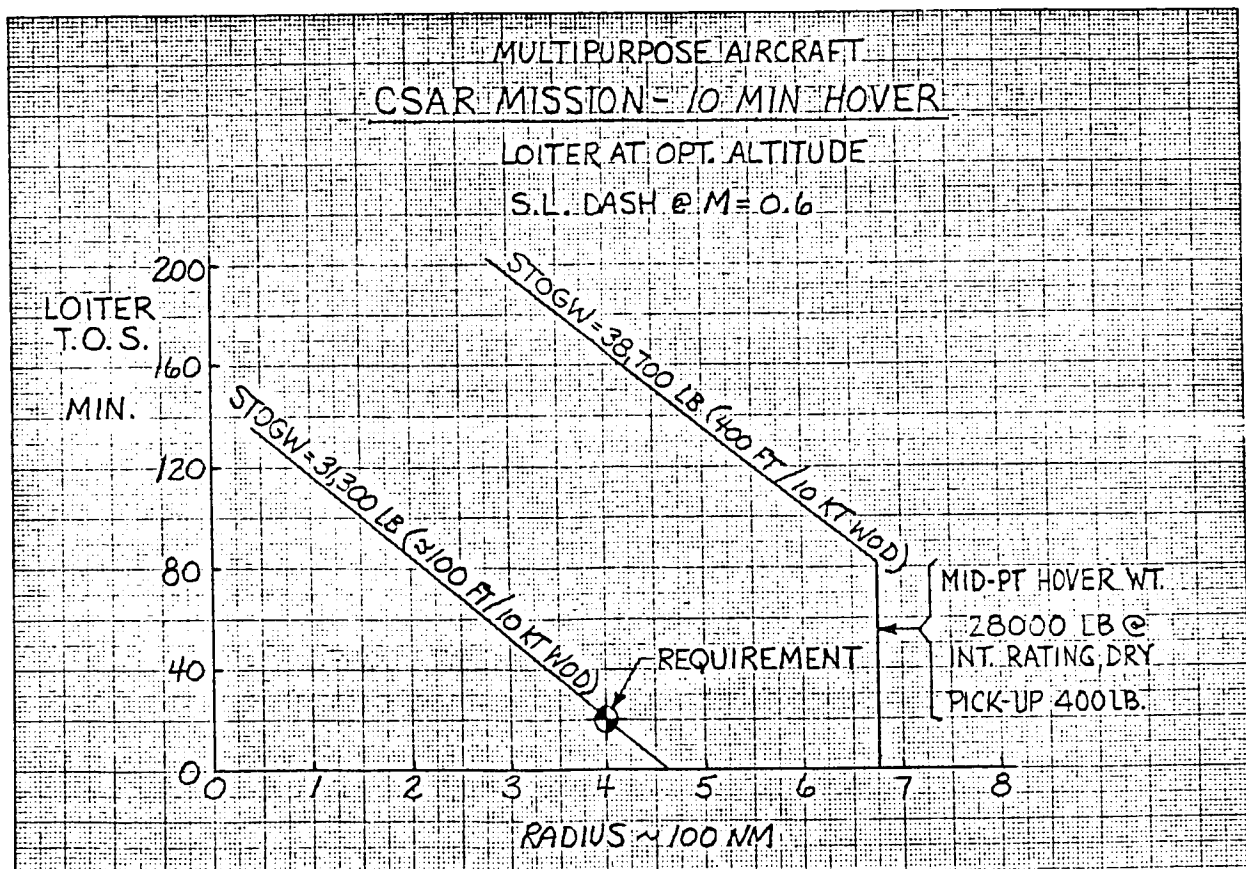 MULTIPURPOSE AIRCRAFT
CSAR MISSION - 10 MIN HOVER
LOITER AT OPT. ALTITUDE
S.L. DASH @ M = 0.6
LOITER
T.O.S.
MIN.
200
160
120
80
40
0
STOGW = 38,700 LB (400 FT/10 KT WOD)
STOGW = 31,300 LB (≈100 FT/10 KT WOD)
REQUIREMENT
MID-PT HOVER WT.
28000 LB @
INT. RATING, DRY
PICK-UP 400 LB.
0 1 2 3 4 5 6 7 8
RADIUS ~ 100 NM